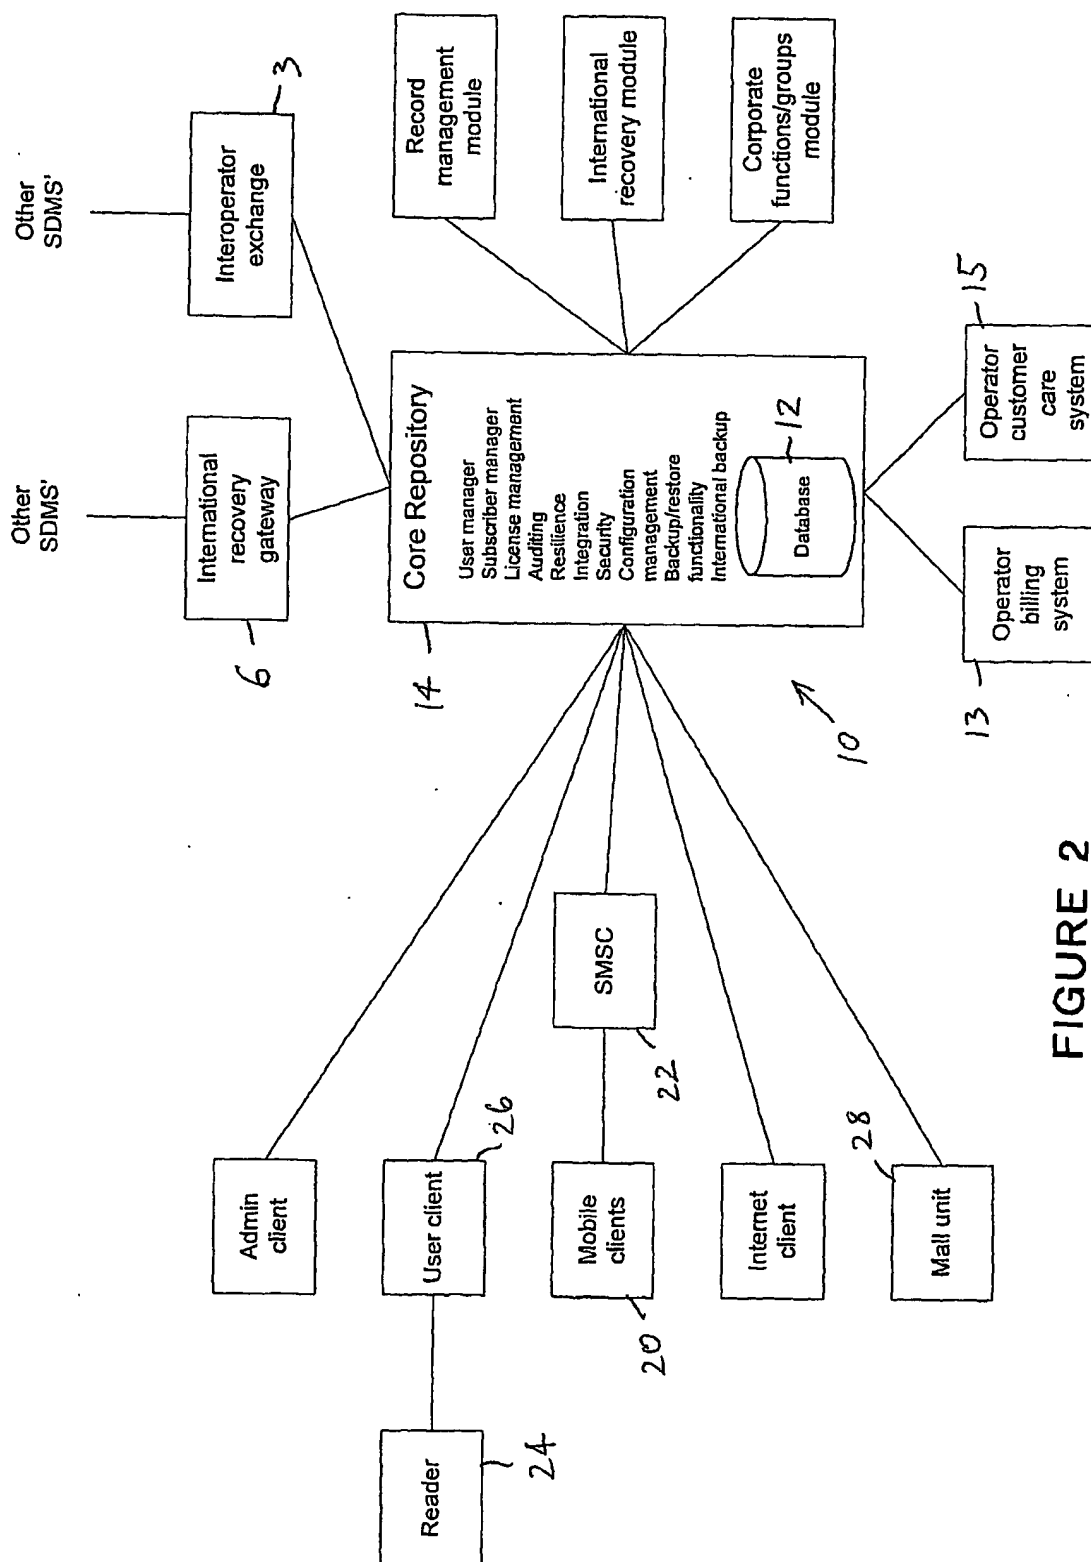 Other
SDMS'
Other
SDMS'
International
recovery
gateway
6
Interoperator
exchange
3
Admin
client
14
Core Repository
User manager
Subscriber manager
License management
Auditing
Resilience
Integration
Security
Configuration
management
Backup/restore
functionality
International backup
Database
12
Record
management
module
International
recovery module
Corporate
functions/groups
module
Reader
24
User client
26
Mobile
clients
20
SMSC
22
Internet
client
Mall unit
28
10
Operator
billing
system
13
Operator
customer
care
system
15
FIGURE 2